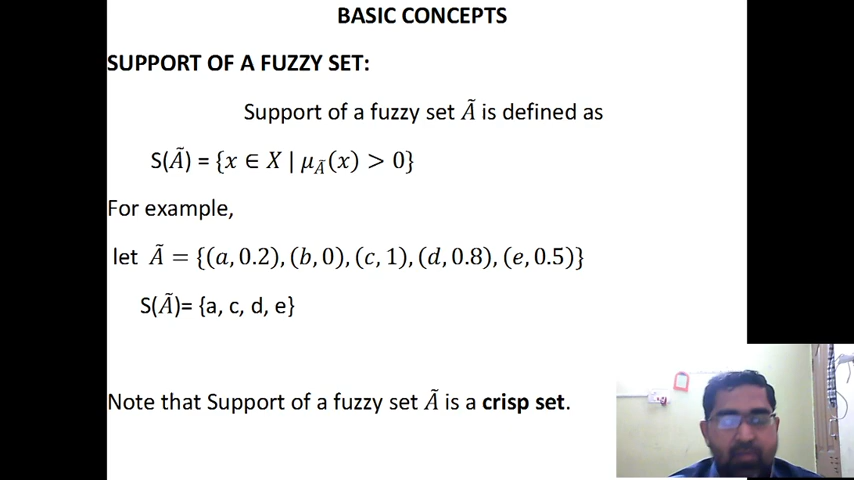 BASIC CONCEPTS
SUPPORT OF A FUZZY SET:
Support of a fuzzy set Ã is defined as
S(Ã) = {x ∈ X | μ_Ã(x) > 0}
For example,
let Ã = {(a, 0.2), (b, 0), (c, 1), (d, 0.8), (e, 0.5)}
S(Ã)= {a, c, d, e}
Note that Support of a fuzzy set Ã is a crisp set.